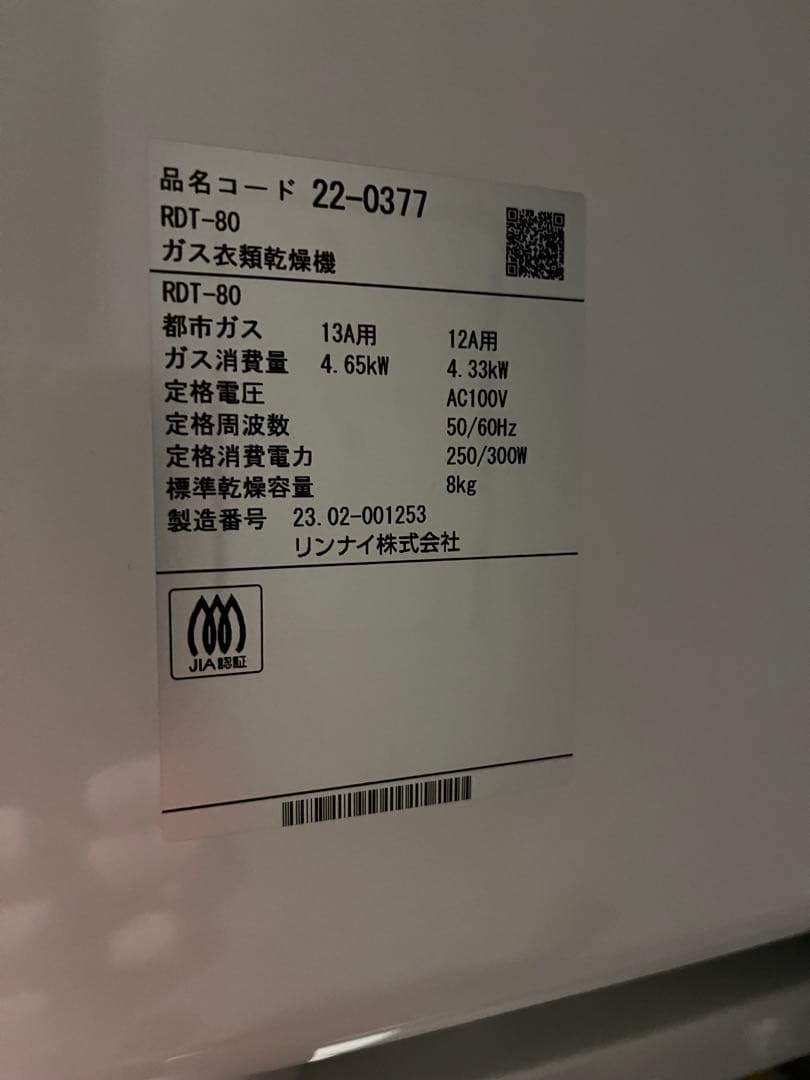 品名コード 22-0377
RDT-80
ガス衣類乾燥機
RDT-80
都市ガス 13A用 12A用
ガス消費量 4.65kW 4.33kW
定格電圧 AC100V
定格周波数 50/60Hz
定格消費電力 250/300W
標準乾燥容量 8kg
製造番号 23.02-001253
リンナイ株式会社
JIA認証